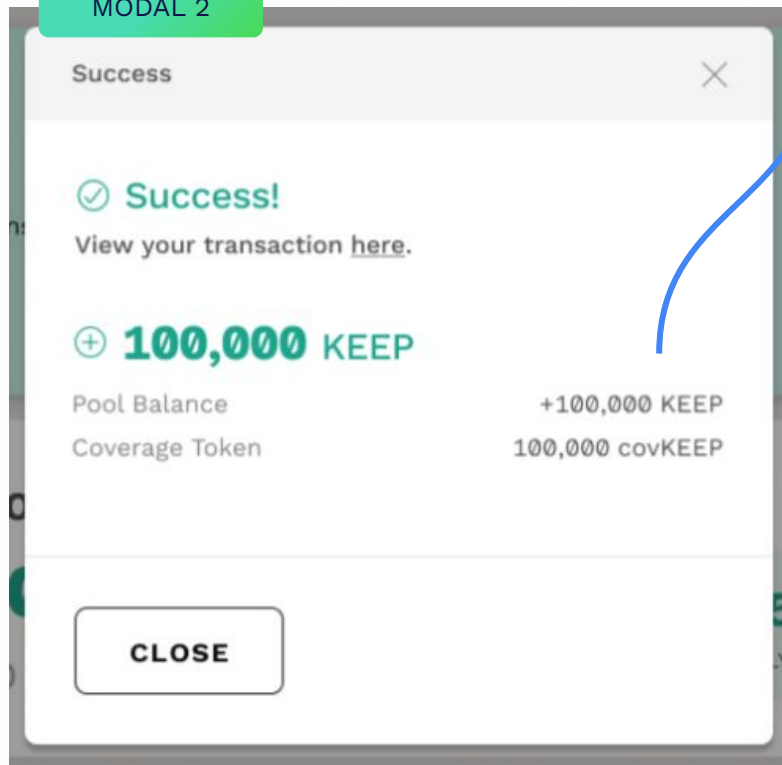 MODAL 2
Success
Success!
View your transaction here.
100,000 KEEP
Pool Balance +100,000 KEEP
Coverage Token 100,000 covKEEP
CLOSE